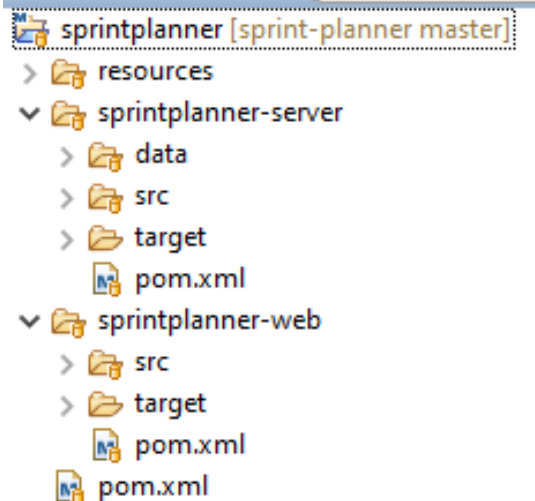 sprintplanner [sprint-planner master]
resources
sprintplanner-server
data
src
target
pom.xml
sprintplanner-web
src
target
pom.xml
pom.xml